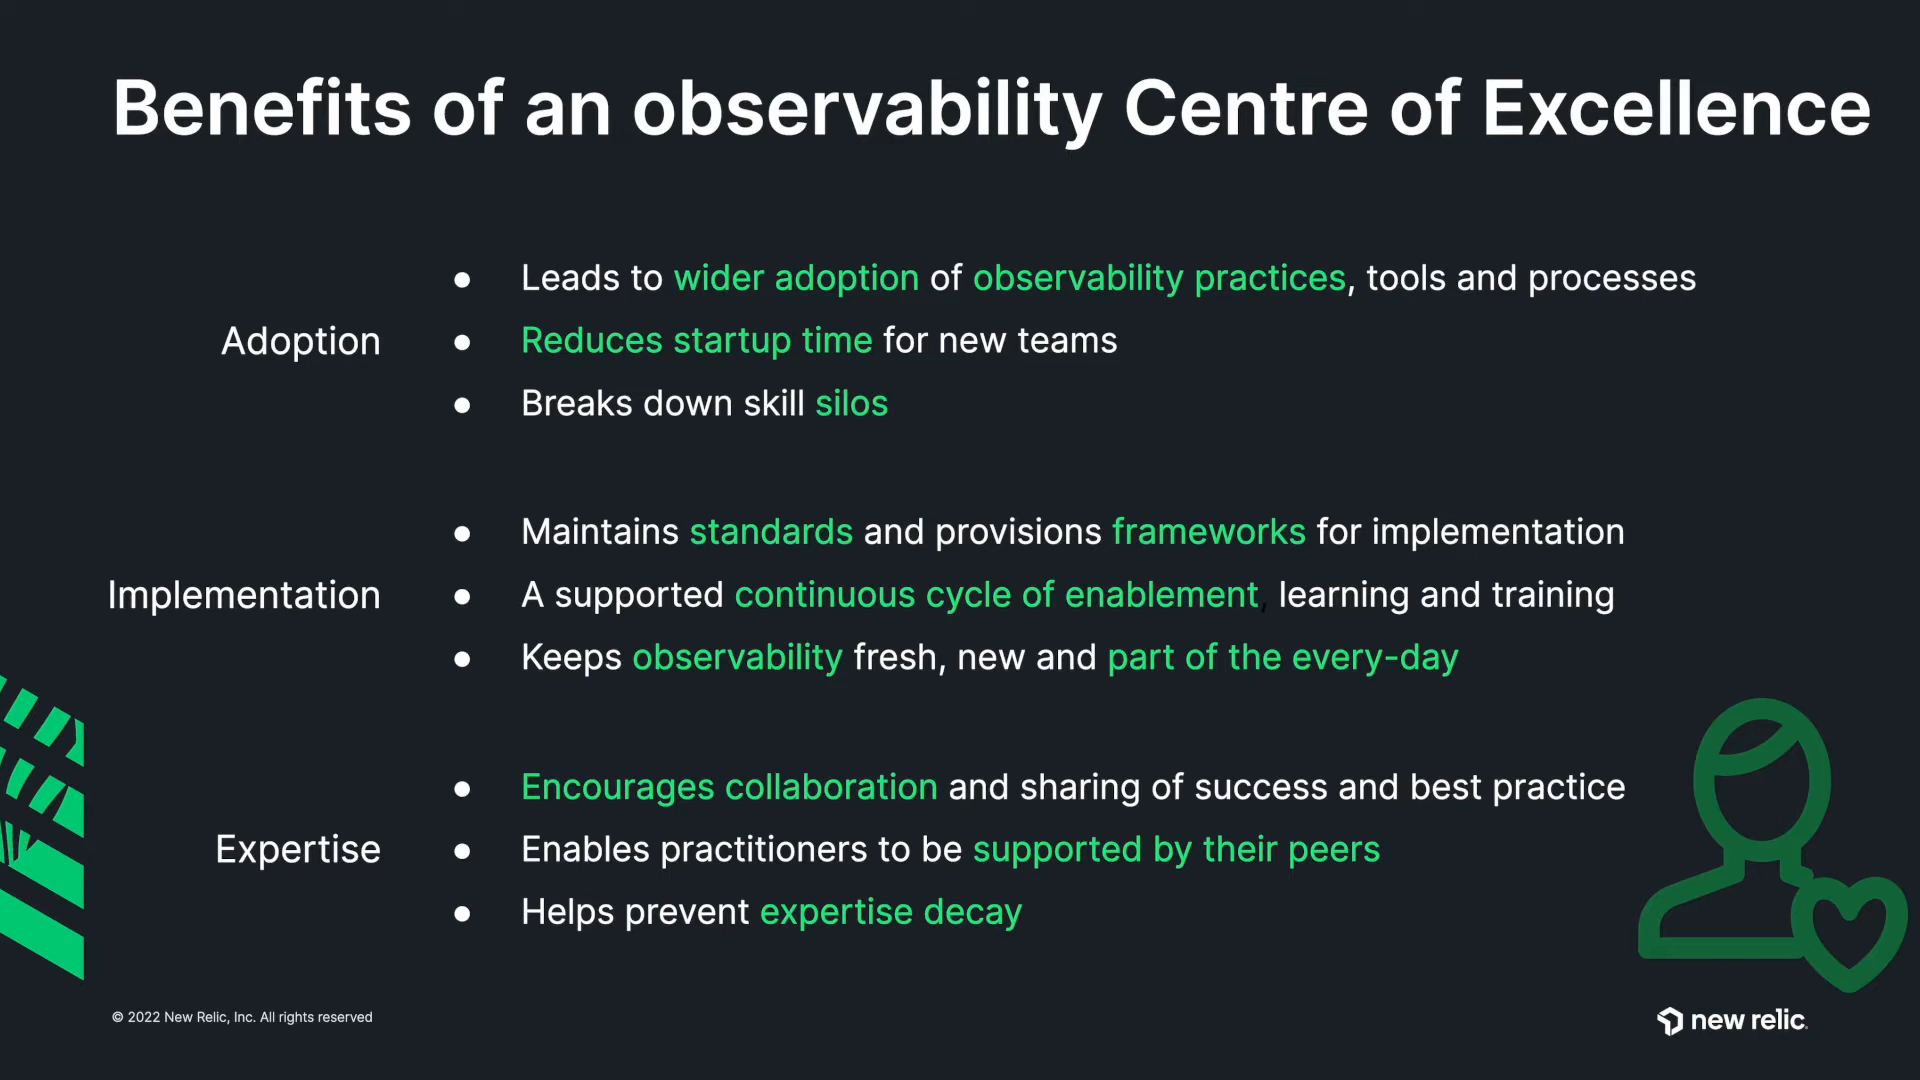 Benefits of an observability Centre of Excellence
Adoption
● Leads to wider adoption of observability practices, tools and processes
● Reduces startup time for new teams
● Breaks down skill silos
Implementation
● Maintains standards and provisions frameworks for implementation
● A supported continuous cycle of enablement, learning and training
● Keeps observability fresh, new and part of the every-day
Expertise
● Encourages collaboration and sharing of success and best practice
● Enables practitioners to be supported by their peers
● Helps prevent expertise decay
© 2022 New Relic, Inc. All rights reserved
new relic.